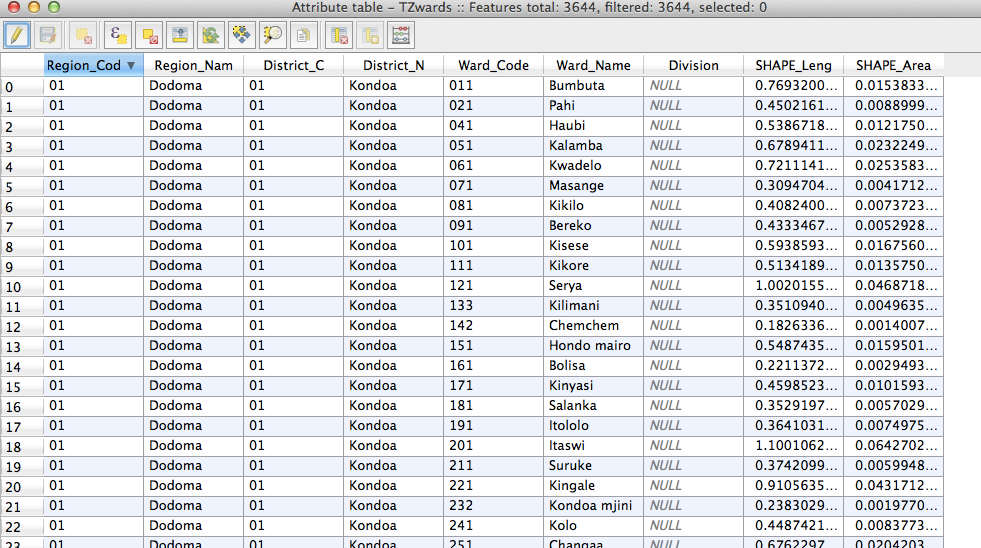 Attribute table – TZwards :: Features total: 3644, filtered: 3644, selected: 0
Region_Cod Region_Nam District_C District_N Ward_Code Ward_Name Division SHAPE_Leng SHAPE_Area
0 01 Dodoma 01 Kondoa 011 Bumbuta NULL 0.7693200... 0.0153833...
1 01 Dodoma 01 Kondoa 021 Pahi NULL 0.4502161... 0.0088999...
2 01 Dodoma 01 Kondoa 041 Haubi NULL 0.5386718... 0.0121750...
3 01 Dodoma 01 Kondoa 051 Kalamba NULL 0.6789411... 0.0232249...
4 01 Dodoma 01 Kondoa 061 Kwadelo NULL 0.7211141... 0.0253583...
5 01 Dodoma 01 Kondoa 071 Masange NULL 0.3094704... 0.0041712...
6 01 Dodoma 01 Kondoa 081 Kikilo NULL 0.4082400... 0.0073723...
7 01 Dodoma 01 Kondoa 091 Bereko NULL 0.4333467... 0.0052928...
8 01 Dodoma 01 Kondoa 101 Kisese NULL 0.5938593... 0.0167560...
9 01 Dodoma 01 Kondoa 111 Kikore NULL 0.5134189... 0.0135750...
10 01 Dodoma 01 Kondoa 121 Serya NULL 1.0020155... 0.0468718...
11 01 Dodoma 01 Kondoa 133 Kilimani NULL 0.3510940... 0.0049635...
12 01 Dodoma 01 Kondoa 142 Chemchem NULL 0.1826336... 0.0014007...
13 01 Dodoma 01 Kondoa 151 Hondo mairo NULL 0.5487435... 0.0159501...
14 01 Dodoma 01 Kondoa 161 Bolisa NULL 0.2211372... 0.0029493...
15 01 Dodoma 01 Kondoa 171 Kinyasi NULL 0.4598523... 0.0101593...
16 01 Dodoma 01 Kondoa 181 Salanka NULL 0.3529197... 0.0057029...
17 01 Dodoma 01 Kondoa 191 Itololo NULL 0.3641031... 0.0074975...
18 01 Dodoma 01 Kondoa 201 Itaswi NULL 1.1001062... 0.0642702...
19 01 Dodoma 01 Kondoa 211 Suruke NULL 0.3742099... 0.0059948...
20 01 Dodoma 01 Kondoa 221 Kingale NULL 0.9105635... 0.0431712...
21 01 Dodoma 01 Kondoa 232 Kondoa mjini NULL 0.2383029... 0.0019770...
22 01 Dodoma 01 Kondoa 241 Kolo NULL 0.4487421... 0.0083773...
23 01 Dodoma 01 Kondoa 251 Changaa NULL 0.6762297... 0.0204203...